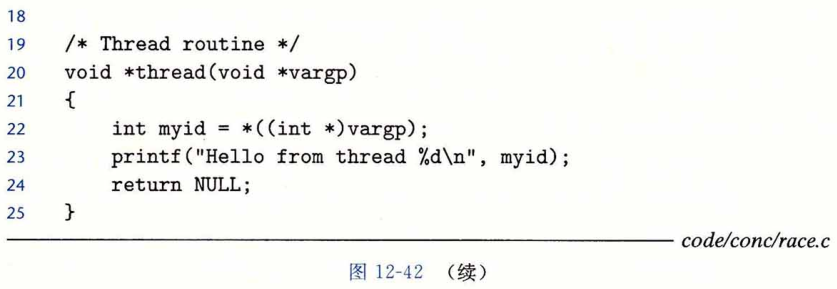 18
19 /* Thread routine */
20 void *thread(void *vargp)
21 {
22 int myid = *((int *)vargp);
23 printf("Hello from thread %d\n", myid);
24 return NULL;
25 }
code/conc/race.c
图 12-42 （续）